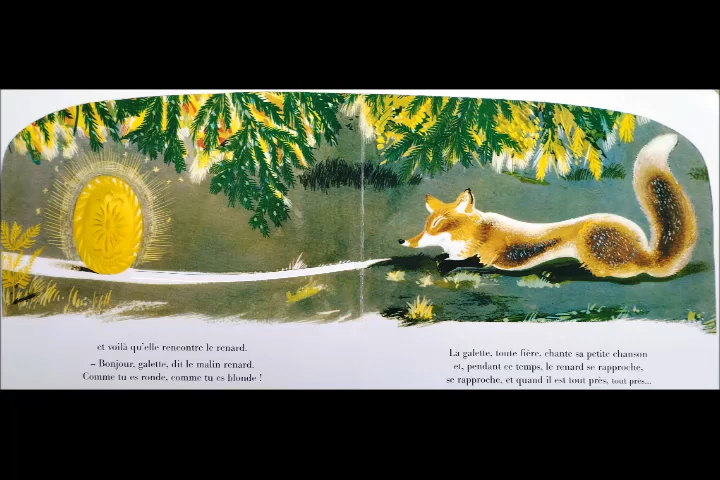 et voilà qu'elle rencontre le renard.
– Bonjour, galette, dit le malin renard.
Comme tu es ronde, comme tu es blonde !
La galette, toute fière, chante sa petite chanson
et, pendant ce temps, le renard se rapproche,
se rapproche, et quand il est tout près, tout près...